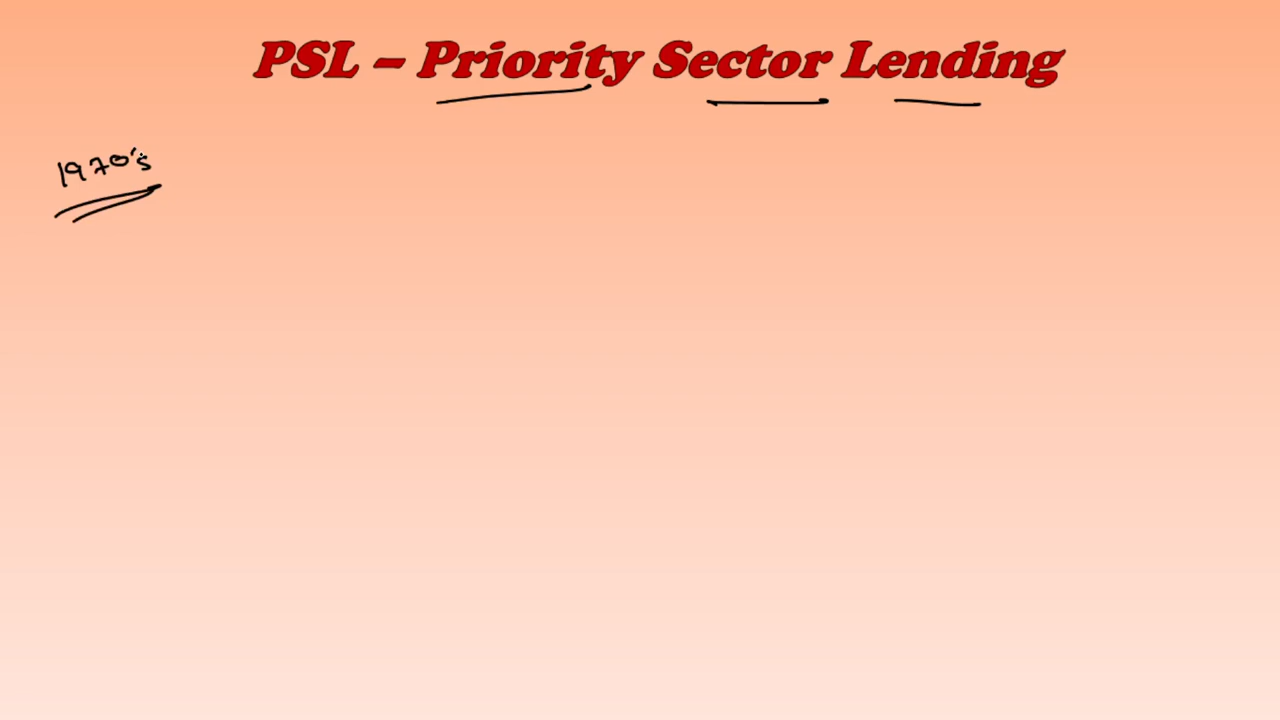 PSL – Priority Sector Lending
1970's